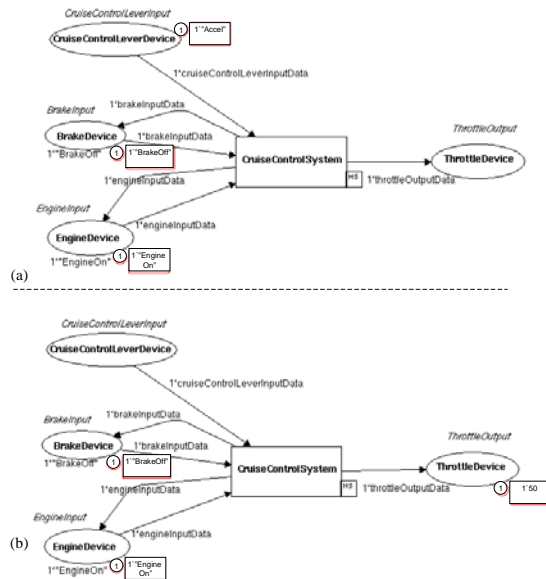 CruiseControlLeverInput
CruiseControlLeverDevice
1
1`"Accel"
1`cruiseControlLeverInputData
BrakeInput
1`brakeInputData
BrakeDevice
1`brakeInputData
1`"BrakeOff"
1
1`"BrakeOff"
CruiseControlSystem
HS
ThrottleOutput
ThrottleDevice
1`throttleOutputData
1`engineInputData
EngineInput
1`engineInputData
EngineDevice
1`"EngineOn"
1
1`"Engine
On"
(a)
CruiseControlLeverInput
CruiseControlLeverDevice
1`cruiseControlLeverInputData
BrakeInput
1`brakeInputData
BrakeDevice
1`brakeInputData
1`"BrakeOff"
1
1`"BrakeOff"
CruiseControlSystem
HS
ThrottleOutput
ThrottleDevice
1`throttleOutputData
1
1`50
1`engineInputData
EngineInput
1`engineInputData
EngineDevice
1`"EngineOn"
1
1`"Engine
On"
(b)